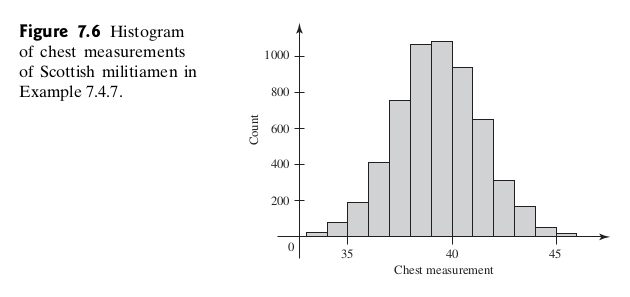 Figure 7.6 Histogram
of chest measurements
of Scottish militiamen in
Example 7.4.7.
1000
800
600
400
200
0
Count
35
40
45
Chest measurement